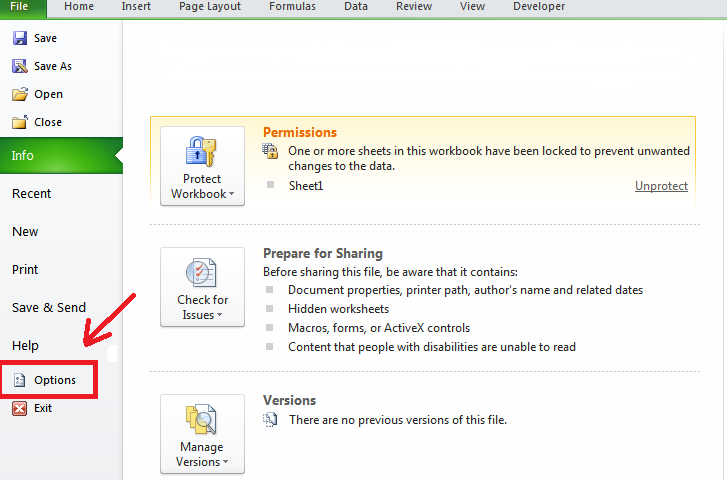 File Home Insert Page Layout Formulas Data Review View Developer
Save
Save As
Open
Close
Info
Recent
New
Print
Save & Send
Help
Options
Exit
Protect
Workbook
Permissions
One or more sheets in this workbook have been locked to prevent unwanted
changes to the data.
Sheet1 Unprotect
Check for
Issues
Prepare for Sharing
Before sharing this file, be aware that it contains:
Document properties, printer path, author's name and related dates
Hidden worksheets
Macros, forms, or ActiveX controls
Content that people with disabilities are unable to read
Manage
Versions
Versions
There are no previous versions of this file.